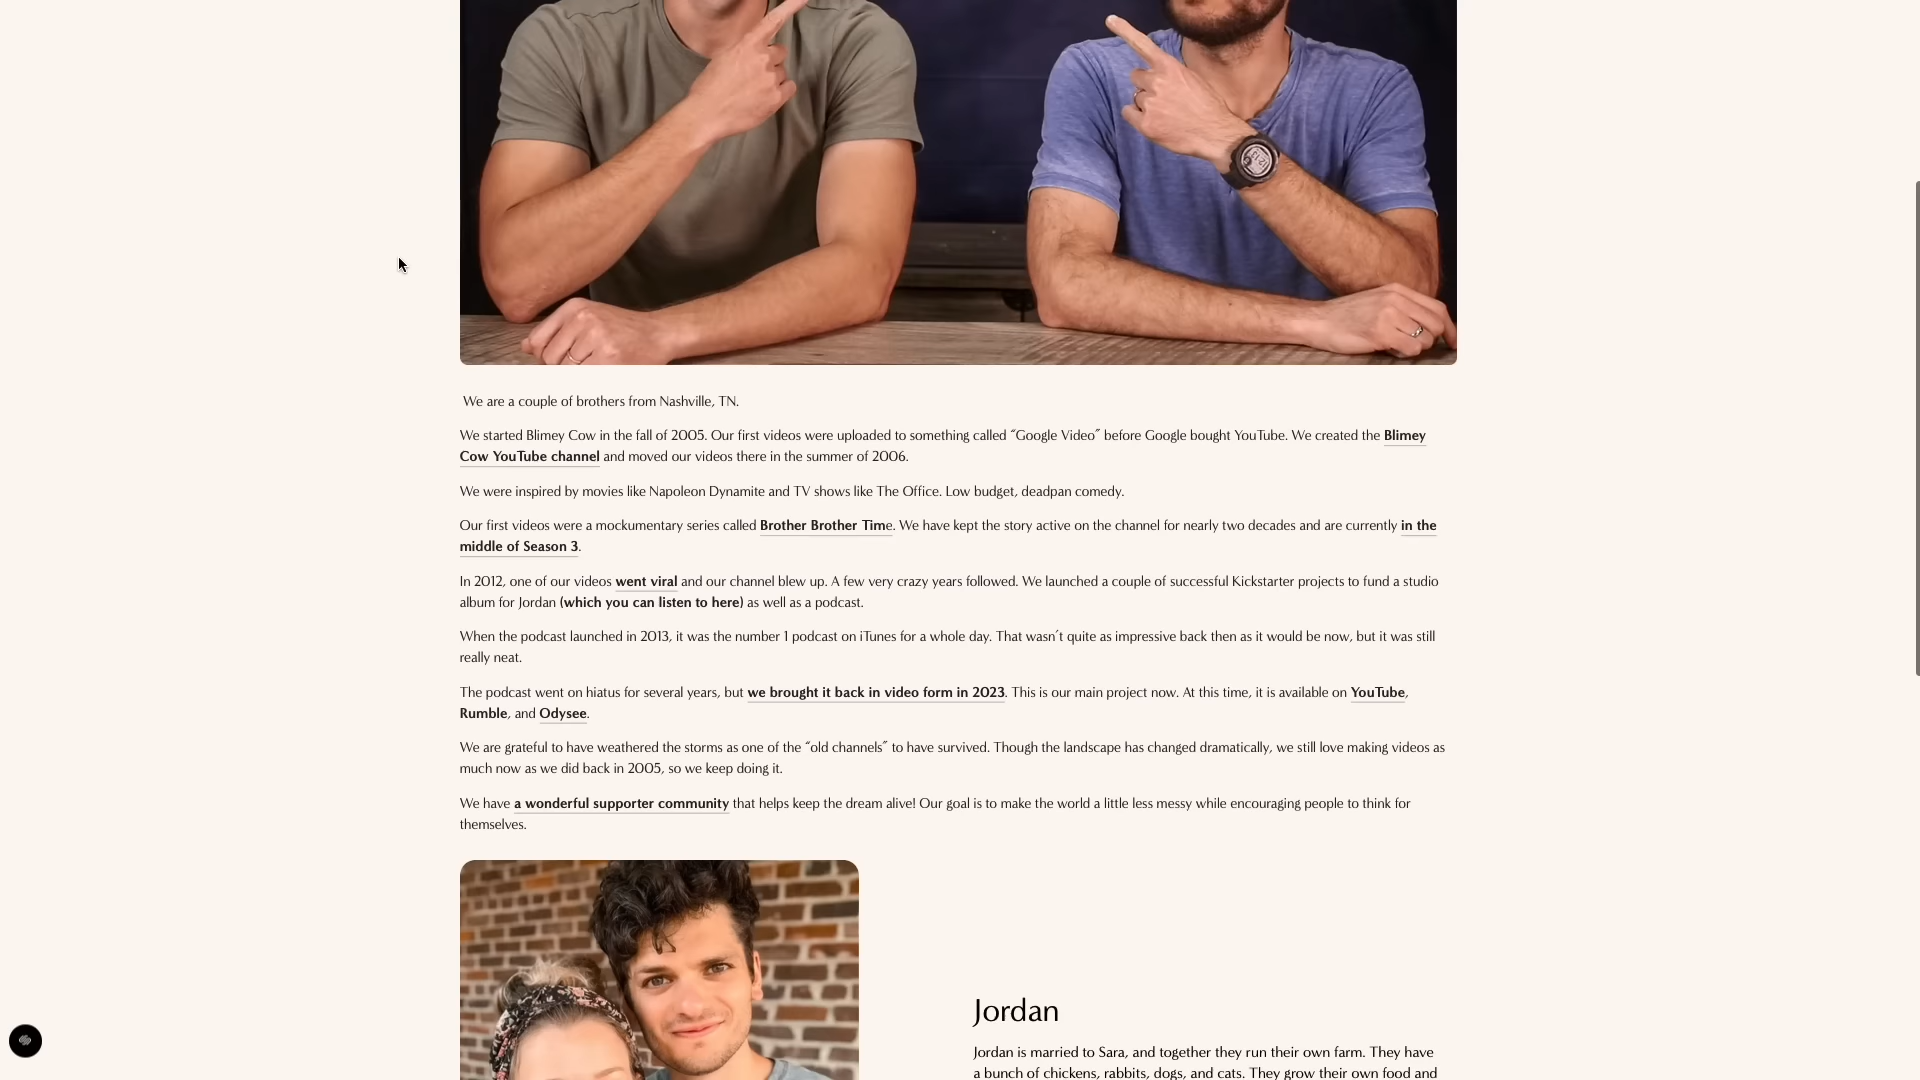 We are a couple of brothers from Nashville, TN.
We started Blimey Cow in the fall of 2005. Our first videos were uploaded to something called “Google Video” before Google bought YouTube. We created the Blimey
Cow YouTube channel and moved our videos there in the summer of 2006.
We were inspired by movies like Napoleon Dynamite and TV shows like The Office. Low budget, deadpan comedy.
Our first videos were a mockumentary series called Brother Brother Time. We have kept the story active on the channel for nearly two decades and are currently in the
middle of Season 3.
In 2012, one of our videos went viral and our channel blew up. A few very crazy years followed. We launched a couple of successful Kickstarter projects to fund a studio
album for Jordan (which you can listen to here) as well as a podcast.
When the podcast launched in 2013, it was the number 1 podcast on iTunes for a whole day. That wasn’t quite as impressive back then as it would be now, but it was still
really neat.
The podcast went on hiatus for several years, but we brought it back in video form in 2023. This is our main project now. At this time, it is available on YouTube,
Rumble, and Odysee.
We are grateful to have weathered the storms as one of the “old channels” to have survived. Though the landscape has changed dramatically, we still love making videos as
much now as we did back in 2005, so we keep doing it.
We have a wonderful supporter community that helps keep the dream alive! Our goal is to make the world a little less messy while encouraging people to think for
themselves.
Jordan
Jordan is married to Sara, and together they run their own farm. They have
a bunch of chickens, rabbits, dogs, and cats. They grow their own food and